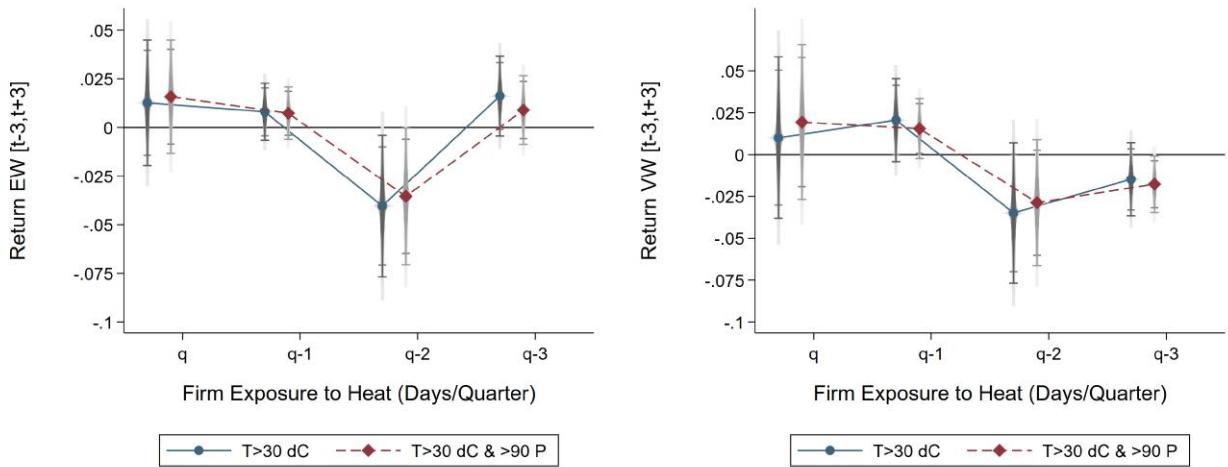 Return EW [t-3,t+3]
.05
.025
0
-.025
-.05
-.075
-.1
q
q-1
q-2
q-3
Firm Exposure to Heat (Days/Quarter)
T>30 dC
T>30 dC & >90 P
Return VW [t-3,t+3]
.05
.025
0
-.025
-.05
-.075
-.1
q
q-1
q-2
q-3
Firm Exposure to Heat (Days/Quarter)
T>30 dC
T>30 dC & >90 P